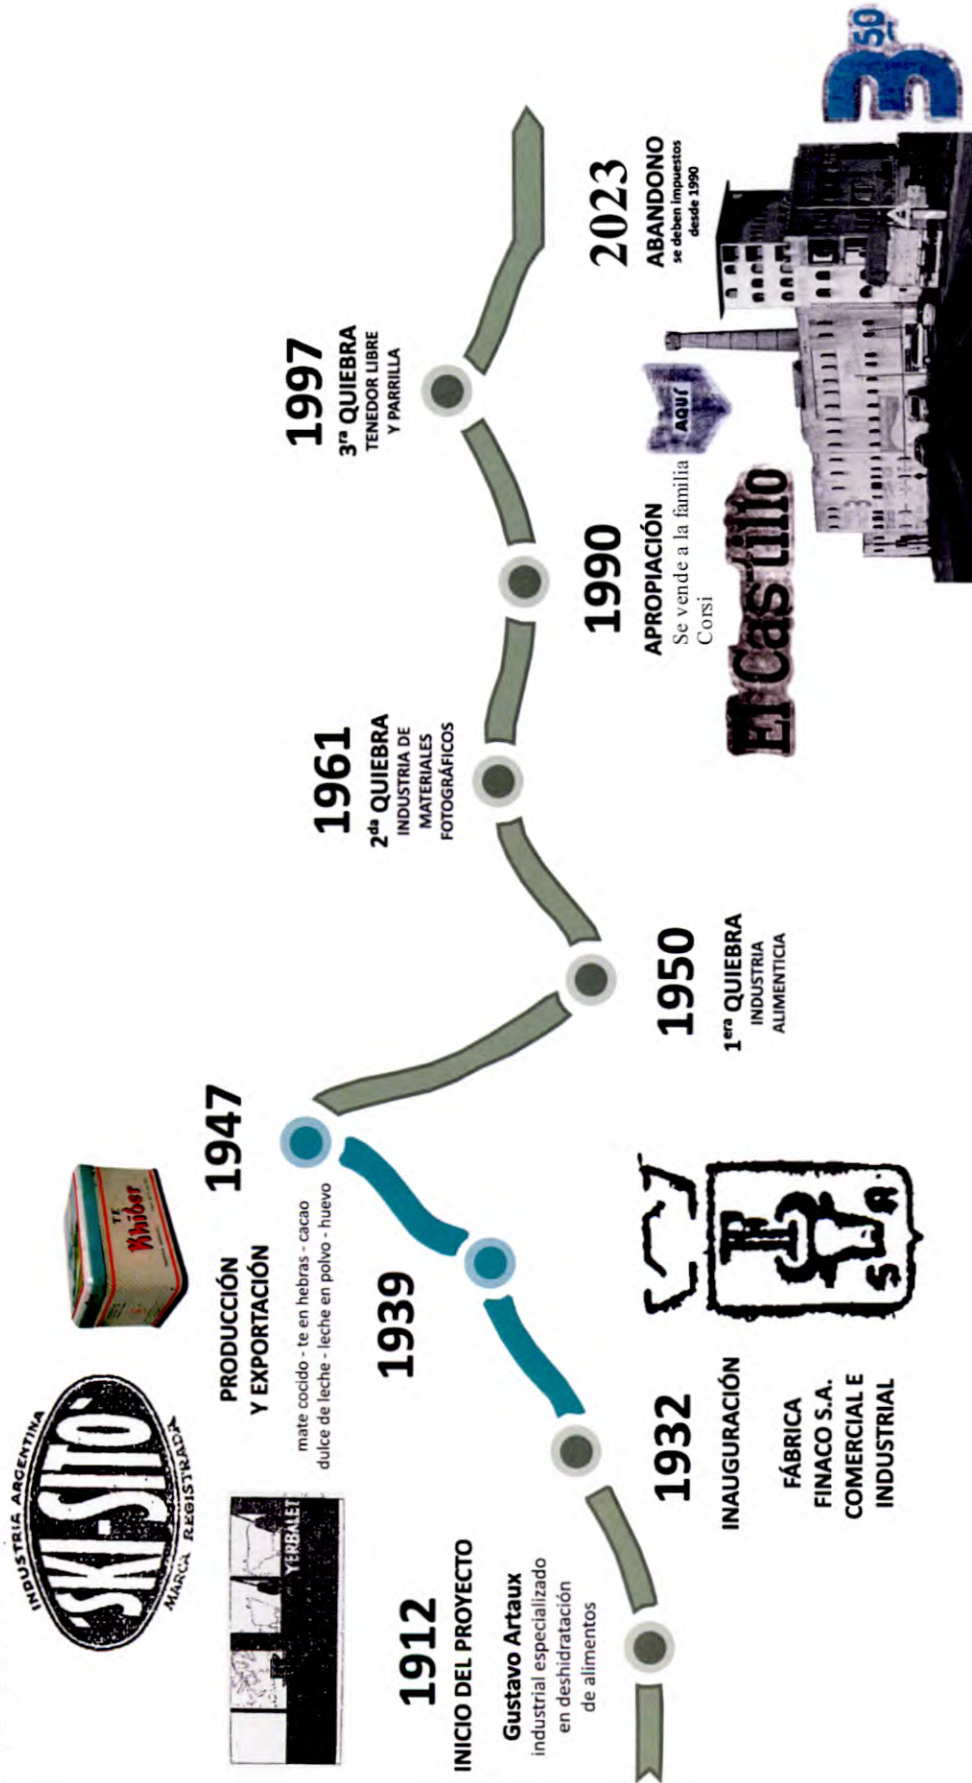 INDUSTRIA ARGENTINA
'SKI-SITO'
MARCA REGISTRADA
TE
Khiber
YERBALET
1912
INICIO DEL PROYECTO
Gustavo Artaux
industrial especializado
en deshidratación
de alimentos
1932
INAUGURACIÓN
FÁBRICA
FINACO S.A.
COMERCIAL E
INDUSTRIAL
S A
1939
1947
PRODUCCIÓN
Y EXPORTACIÓN
mate cocido - te en hebras - cacao
dulce de leche - leche en polvo - huevo
1950
1era QUIEBRA
INDUSTRIA
ALIMENTICIA
1961
2da QUIEBRA
INDUSTRIA DE
MATERIALES
FOTOGRÁFICOS
1990
APROPIACIÓN
Se vende a la familia
Corsi
AQUÍ
El Castillo
1997
3ra QUIEBRA
TENEDOR LIBRE
Y PARRILLA
2023
ABANDONO
se deben impuestos
desde 1990
350